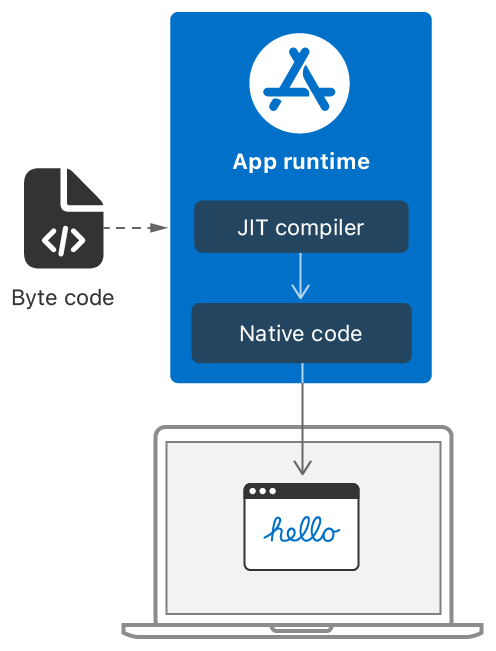 App runtime
JIT compiler
</>
Byte code
Native code
hello